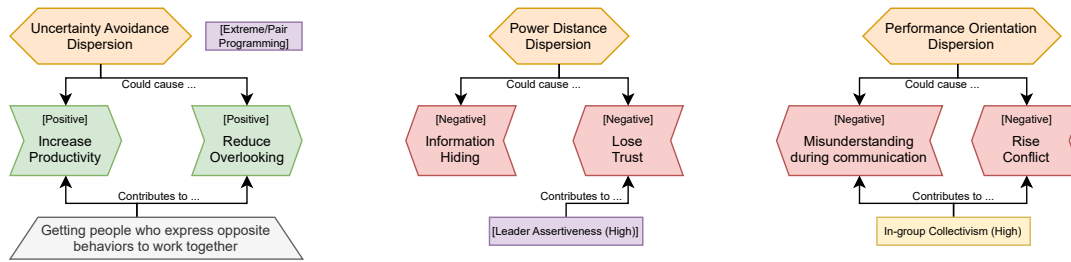 Uncertainty Avoidance
Dispersion
[Extreme/Pair
Programming]
Could cause ...
[Positive]
Increase
Productivity
[Positive]
Reduce
Overlooking
Contributes to ...
Getting people who express opposite
behaviors to work together
Power Distance
Dispersion
Could cause ...
[Negative]
Information
Hiding
[Negative]
Lose
Trust
Contributes to ...
[Leader Assertiveness (High)]
Performance Orientation
Dispersion
Could cause ...
[Negative]
Misunderstanding
during communication
[Negative]
Rise
Conflict
Contributes to ...
In-group Collectivism (High)